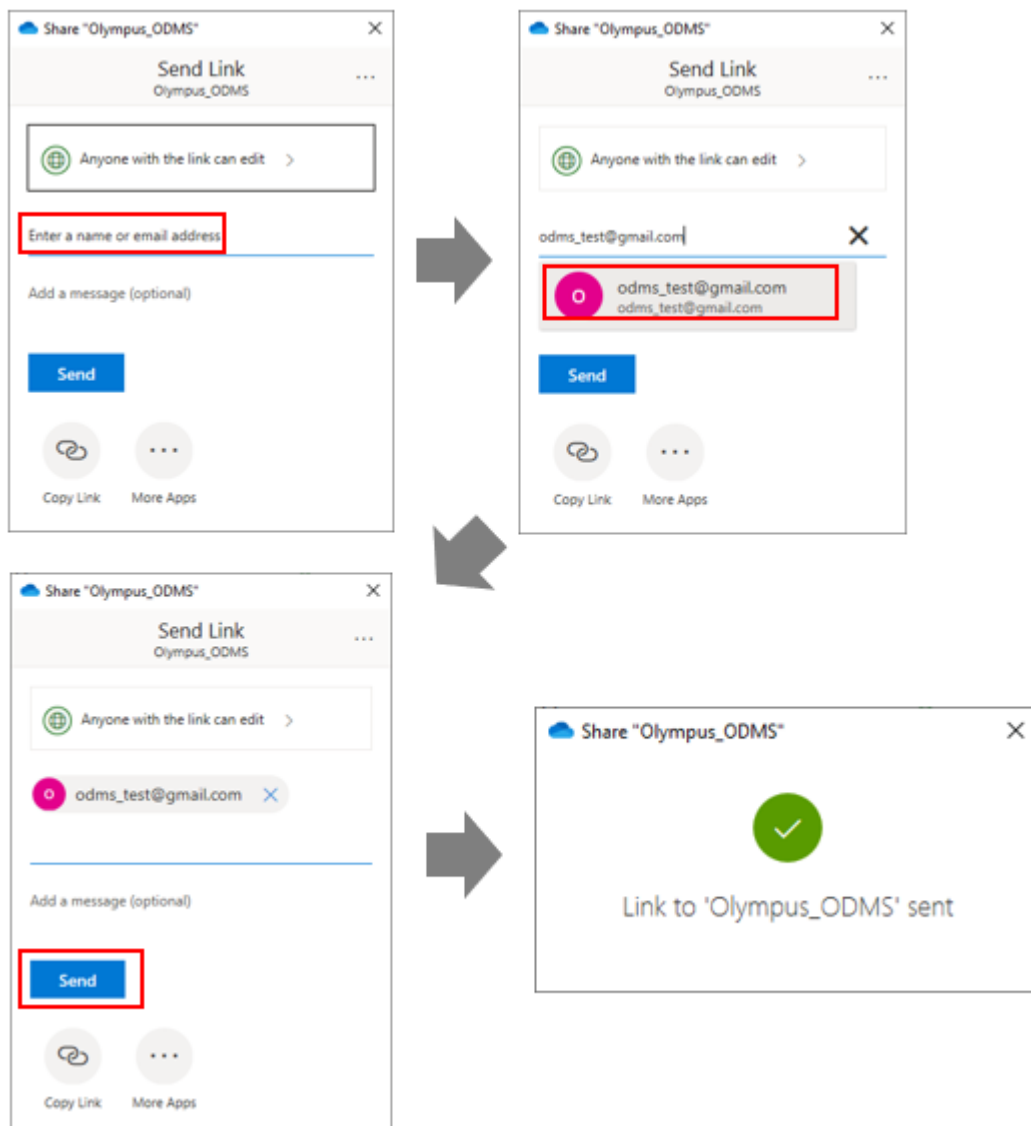 Share "Olympus_ODMS"
Send Link
Olympus_ODMS
Anyone with the link can edit
Enter a name or email address
Add a message (optional)
Send
Copy Link
More Apps
Share "Olympus_ODMS"
Send Link
Olympus_ODMS
Anyone with the link can edit
odms_test@gmail.com
O
odms_test@gmail.com
odms_test@gmail.com
Send
Copy Link
More Apps
Share "Olympus_ODMS"
Send Link
Olympus_ODMS
Anyone with the link can edit
O
odms_test@gmail.com
Add a message (optional)
Send
Copy Link
More Apps
Share "Olympus_ODMS"
Link to 'Olympus_ODMS' sent